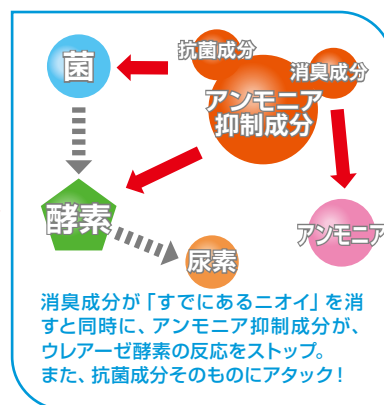 抗菌成分
菌
消臭成分
アンモニア
抑制成分
酵素
アンモニア
尿素
消臭成分が「すでにあるニオイ」を消
すと同時に、アンモニア抑制成分が、
ウレアーゼ酵素の反応をストップ。
また、抗菌成分そのものにアタック!